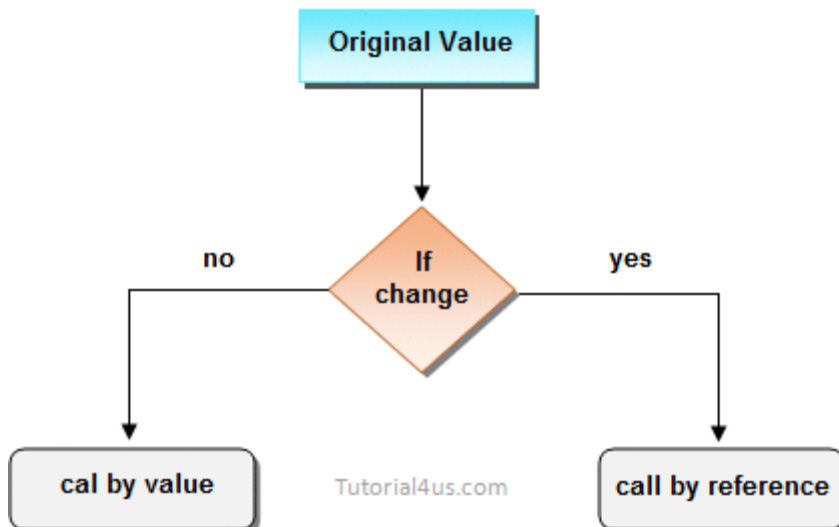 Original Value
If
change
no
yes
cal by value
call by reference
Tutorial4us.com